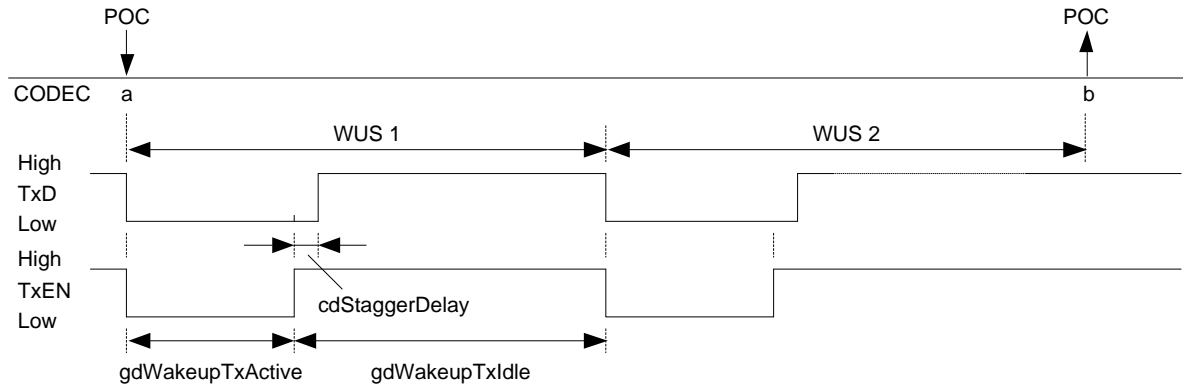 POC POC
CODEC a b
WUS 1 WUS 2
High
TxD
Low
High
TxEN
Low
cdStaggerDelay
gdWakeupTxActive gdWakeupTxIdle